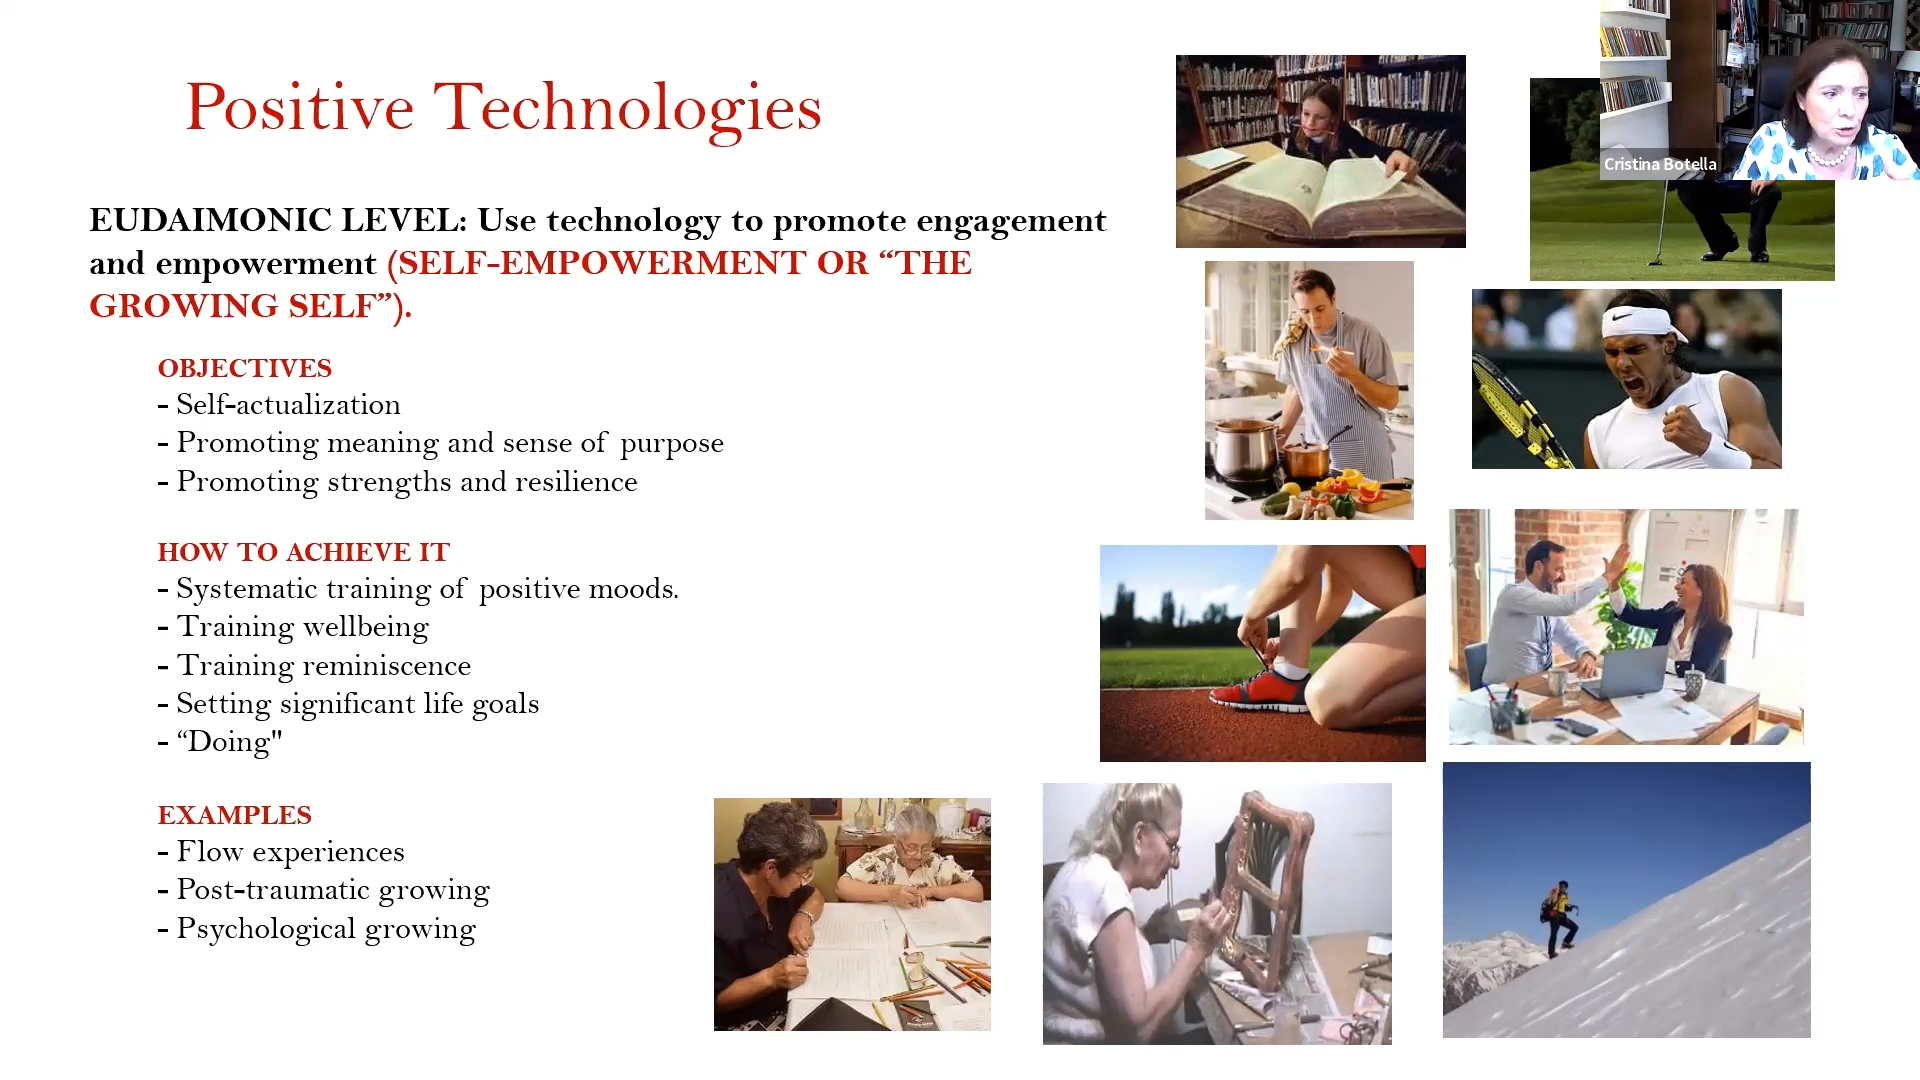 Positive Technologies
Cristina Botella
EUDAIMONIC LEVEL: Use technology to promote engagement
and empowerment (SELF-EMPOWERMENT OR “THE
GROWING SELF”).
OBJECTIVES
- Self-actualization
- Promoting meaning and sense of purpose
- Promoting strengths and resilience
HOW TO ACHIEVE IT
- Systematic training of positive moods.
- Training wellbeing
- Training reminiscence
- Setting significant life goals
- “Doing"
EXAMPLES
- Flow experiences
- Post-traumatic growing
- Psychological growing